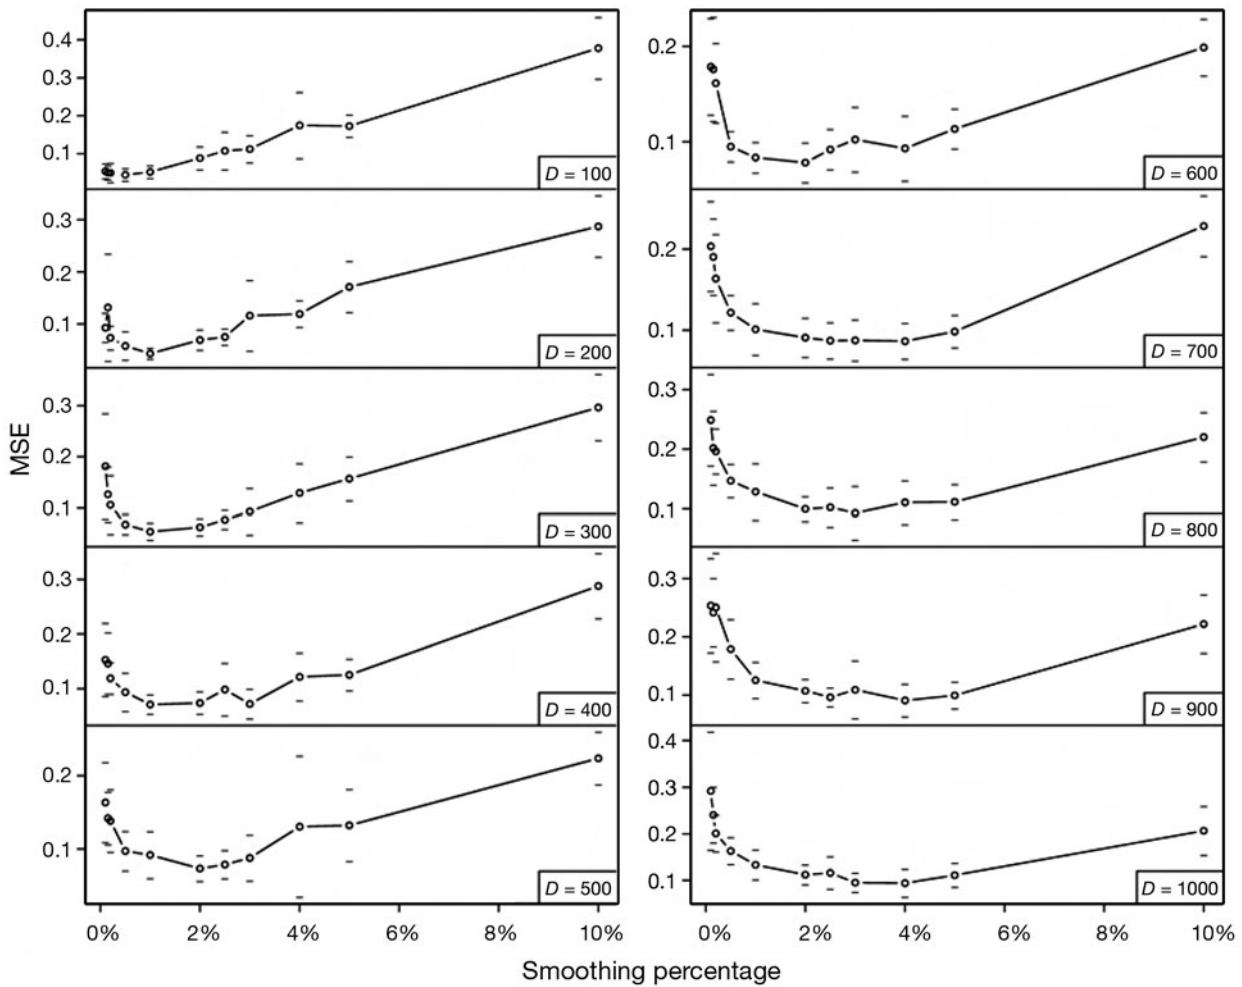 0.4
0.3
0.2
0.1
D = 100
0.3
0.2
0.1
D = 200
0.3
0.2
0.1
D = 300
0.3
0.2
0.1
D = 400
0.2
0.1
D = 500
0% 2% 4% 6% 8% 10%
0.2
0.1
D = 600
0.2
0.1
D = 700
0.3
0.2
0.1
D = 800
0.3
0.2
0.1
D = 900
0.4
0.3
0.2
0.1
D = 1000
0% 2% 4% 6% 8% 10%
MSE
Smoothing percentage